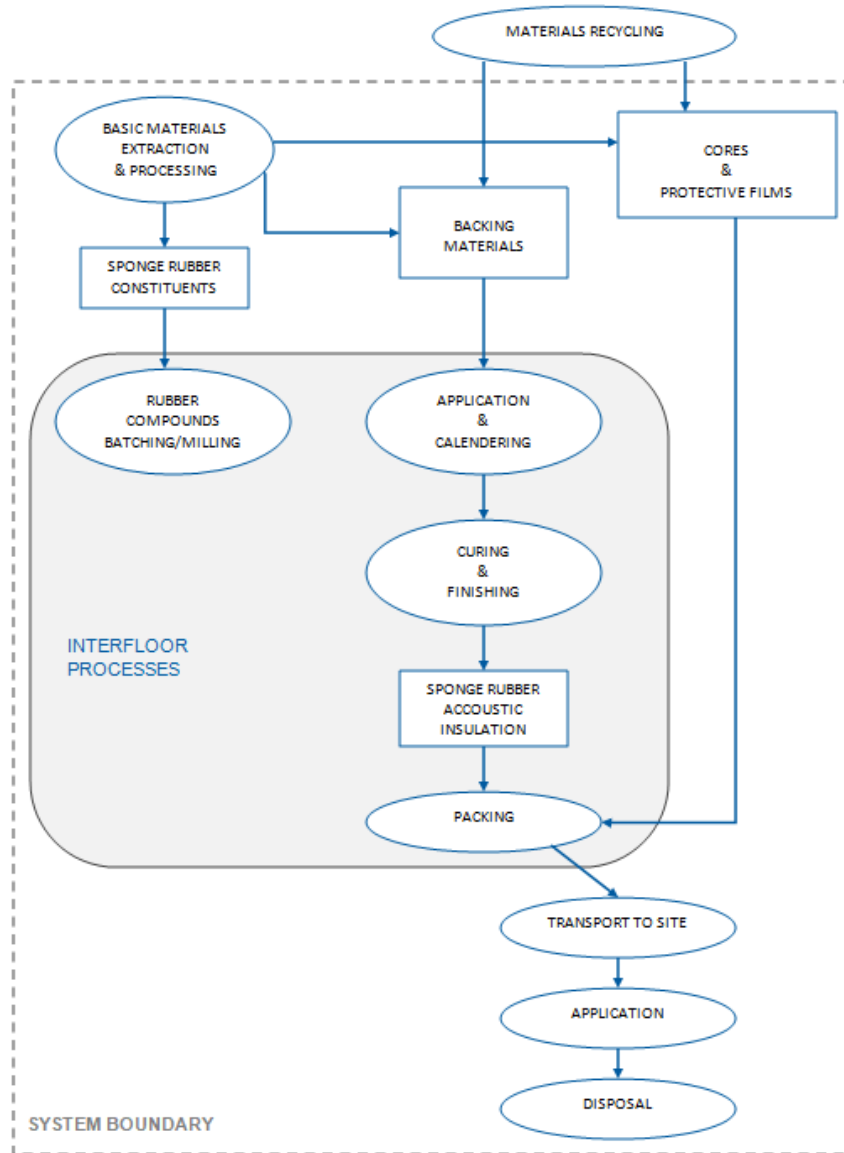 MATERIALS RECYCLING
BASIC MATERIALS
EXTRACTION
& PROCESSING
CORES
&
PROTECTIVE FILMS
BACKING
MATERIALS
SPONGE RUBBER
CONSTITUENTS
RUBBER
COMPOUNDS
BATCHING/MILLING
APPLICATION
&
CALENDERING
CURING
&
FINISHING
INTERFLOOR
PROCESSES
SPONGE RUBBER
ACCOUSTIC
INSULATION
PACKING
TRANSPORT TO SITE
APPLICATION
DISPOSAL
SYSTEM BOUNDARY